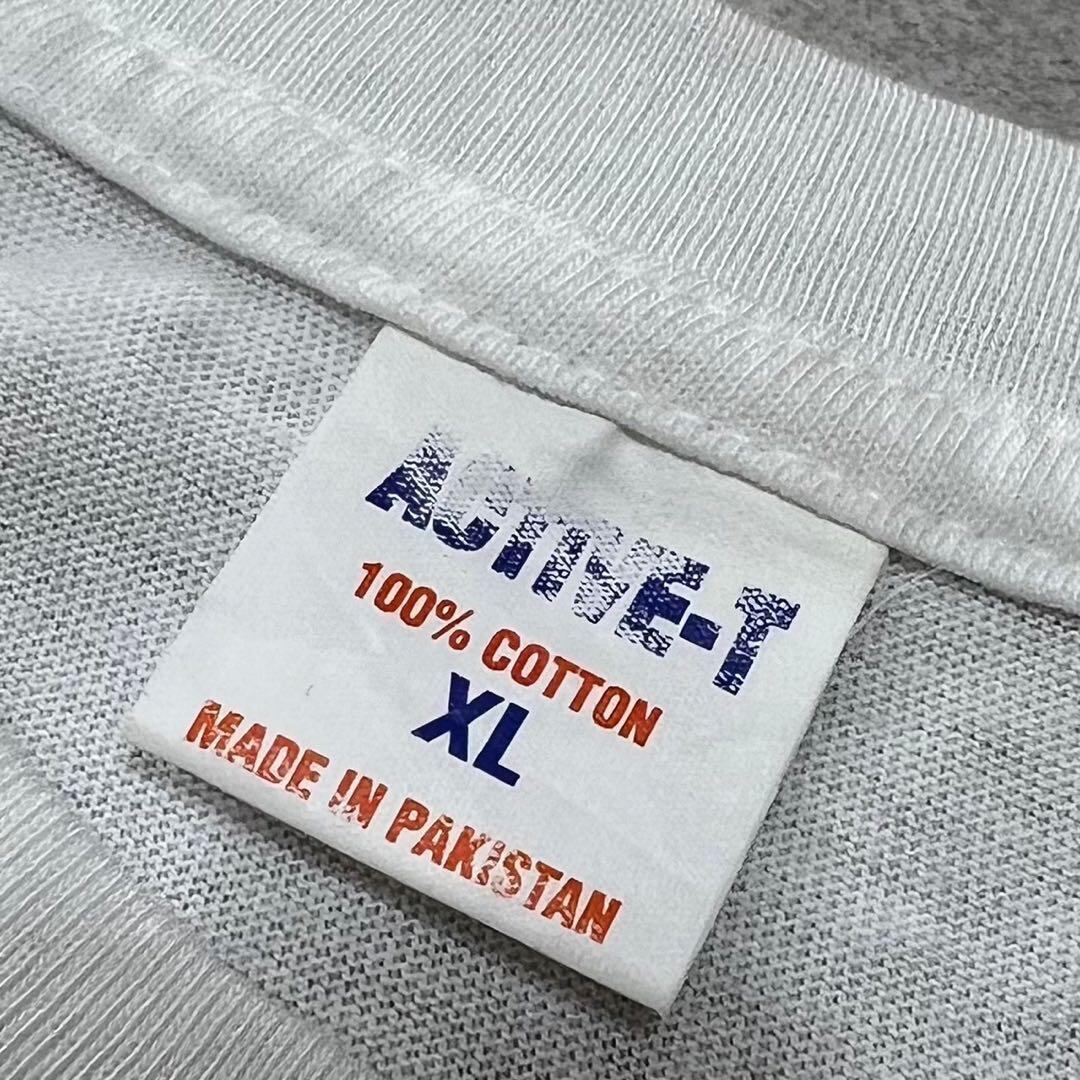 ACTIVE-T
100% COTTON
XL
MADE IN PAKISTAN